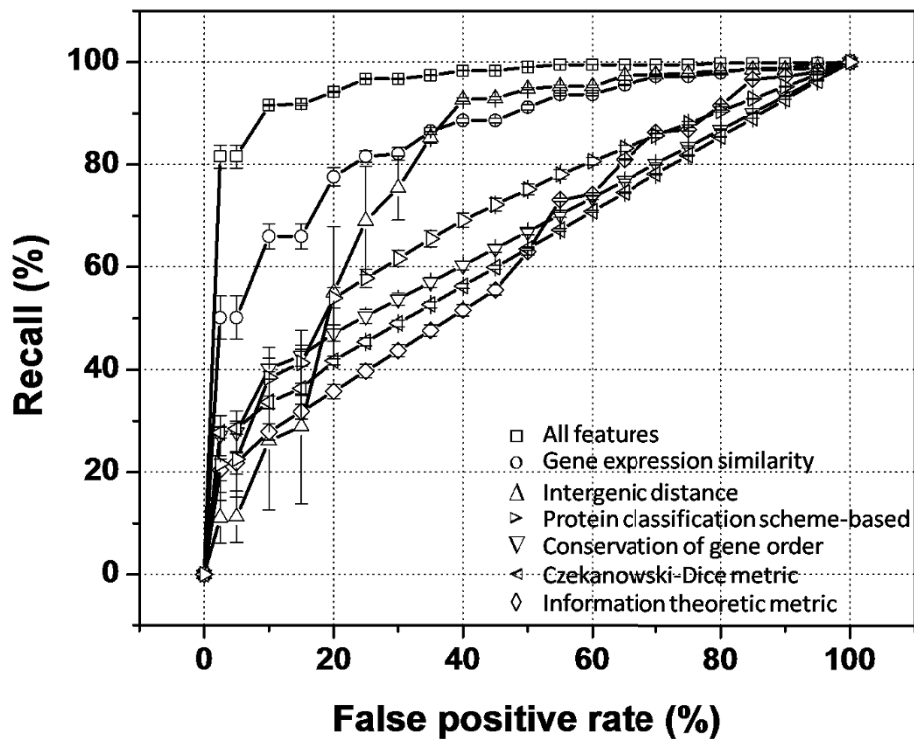 100
80
60
40
20
0
Recall (%)
All features
Gene expression similarity
Intergenic distance
Protein classification scheme-based
Conservation of gene order
Czekanowski-Dice metric
Information theoretic metric
0 20 40 60 80 100
False positive rate (%)